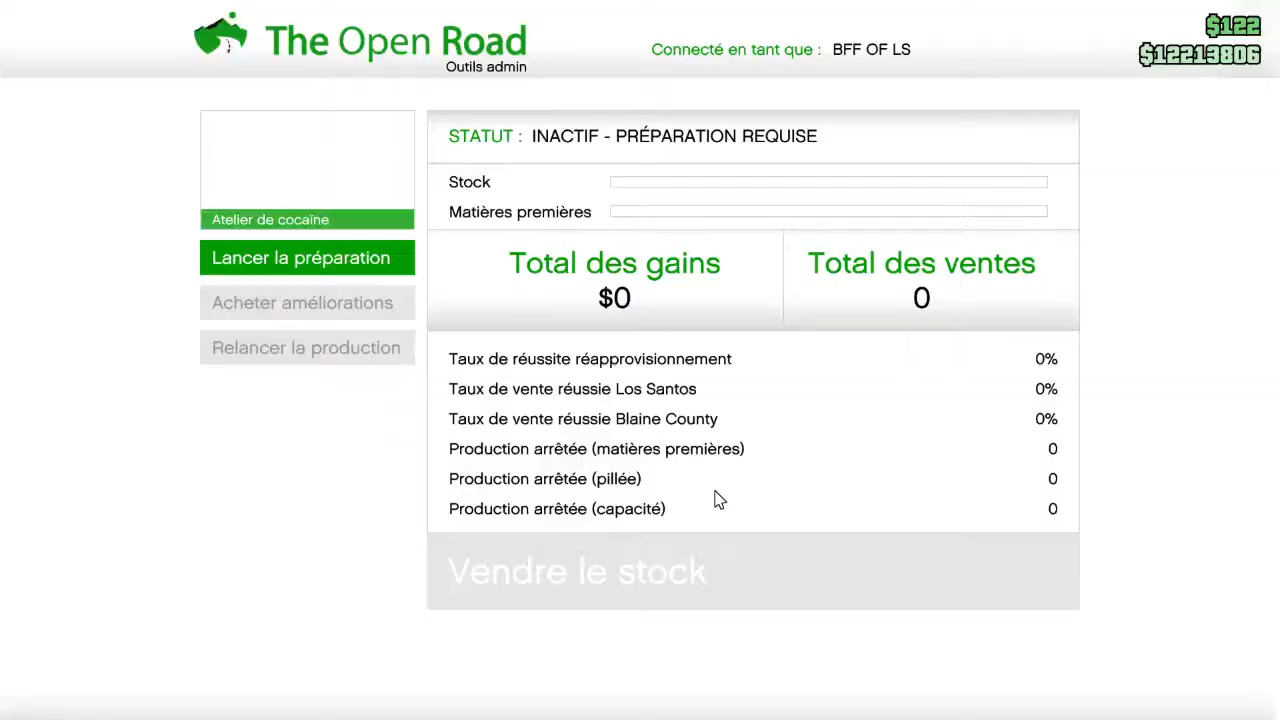 The Open Road
Outils admin
Connecté en tant que : BFF OF LS
$122
$12213806
Atelier de cocaïne
Lancer la préparation
Acheter améliorations
Relancer la production
STATUT : INACTIF - PRÉPARATION REQUISE
Stock
Matières premières
Total des gains
$0
Total des ventes
0
Taux de réussite réapprovisionnement 0%
Taux de vente réussie Los Santos 0%
Taux de vente réussie Blaine County 0%
Production arrêtée (matières premières) 0
Production arrêtée (pillée) 0
Production arrêtée (capacité) 0
Vendre le stock